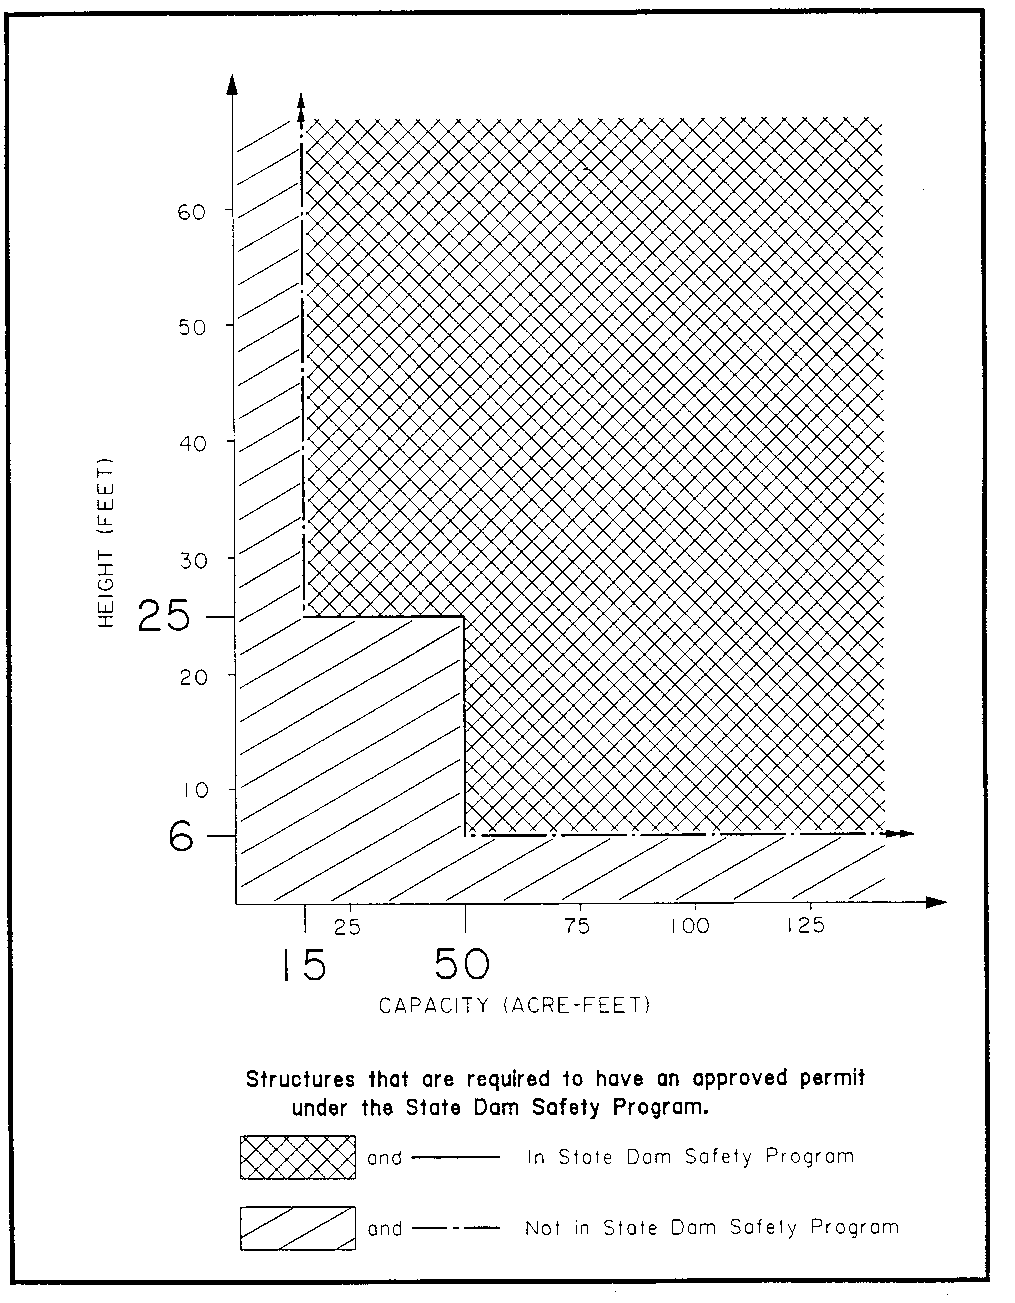 60
50
40
30
25
20
10
6
HEIGHT (FEET)
15
25
50
75
100
125
CAPACITY (ACRE-FEET)
Structures that are required to have an approved permit
under the State Dam Safety Program.
and In State Dam Safety Program
and Not in State Dam Safety Program